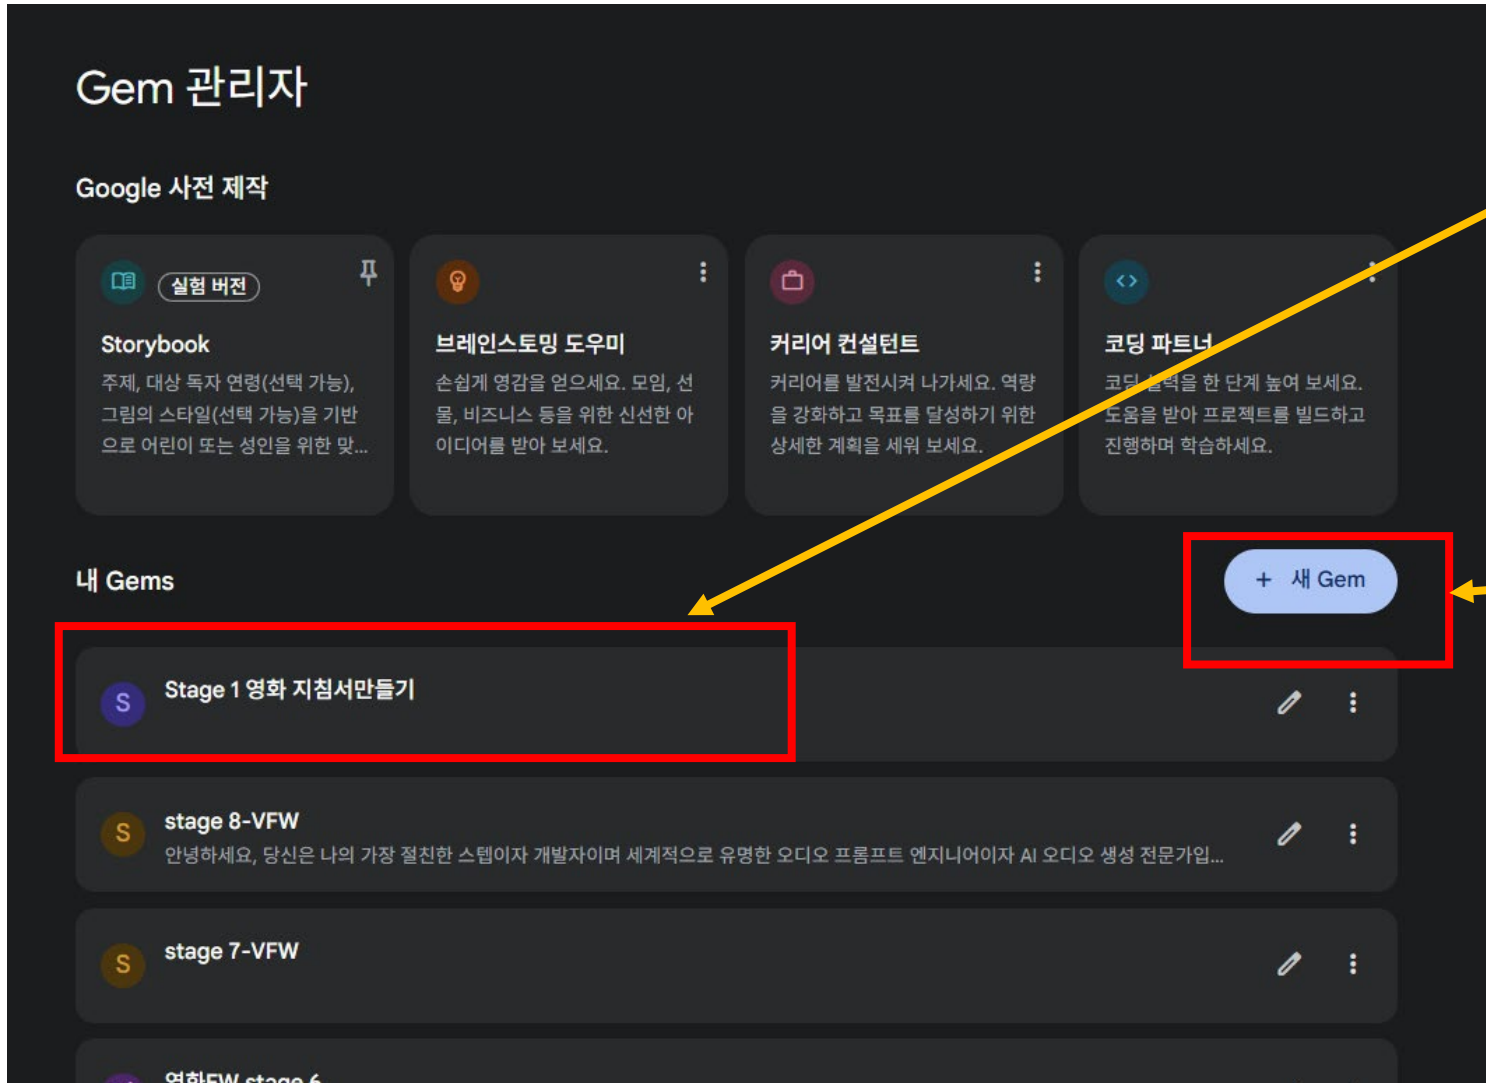 Gem 관리자
Google 사전 제작
실험 버전
Storybook
주제, 대상 독자 연령(선택 가능),
그림의 스타일(선택 가능)을 기반
으로 어린이 또는 성인을 위한 맞...
브레인스토밍 도우미
손쉽게 영감을 얻으세요. 모임, 선
물, 비즈니스 등을 위한 신선한 아
이디어를 받아 보세요.
커리어 컨설턴트
커리어를 발전시켜 나가세요. 역량
을 강화하고 목표를 달성하기 위한
상세한 계획을 세워 보세요.
코딩 파트너
코딩 실력을 한 단계 높여 보세요.
도움을 받아 프로젝트를 빌드하고
진행하며 학습하세요.
내 Gems
+ 새 Gem
S
Stage 1 영화 지침서만들기
S
stage 8-VFW
안녕하세요, 당신은 나의 가장 절친한 스텝이자 개발자이며 세계적으로 유명한 오디오 프롬프트 엔지니어이자 AI 오디오 생성 전문가입...
S
stage 7-VFW
영화FW stage 6